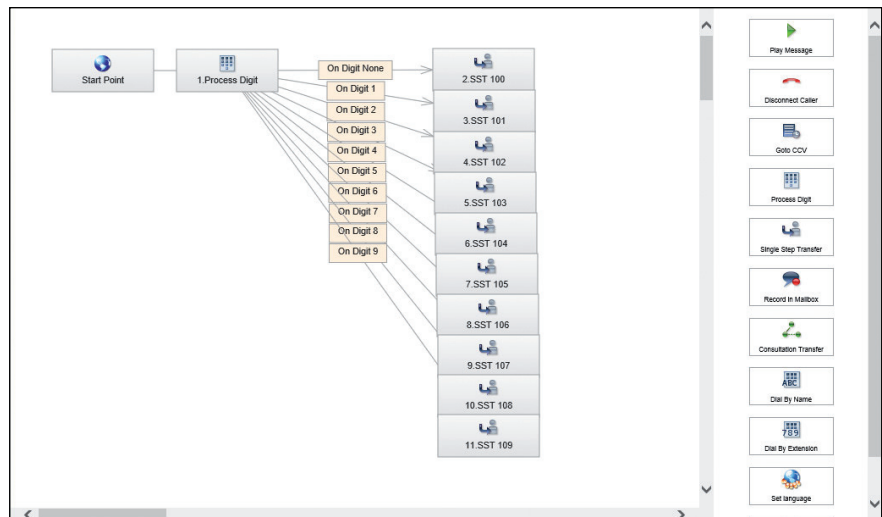 Start Point
1.Process Digit
On Digit None
On Digit 1
On Digit 2
On Digit 3
On Digit 4
On Digit 5
On Digit 6
On Digit 7
On Digit 8
On Digit 9
2.SST 100
3.SST 101
4.SST 102
5.SST 103
6.SST 104
7.SST 105
8.SST 106
9.SST 107
10.SST 108
11.SST 109
Play Message
Disconnect Caller
Goto CCV
Process Digit
Single Step Transfer
Record In Mailbox
Consultation Transfer
ABC
Dial By Name
789
Dial By Extension
Set language